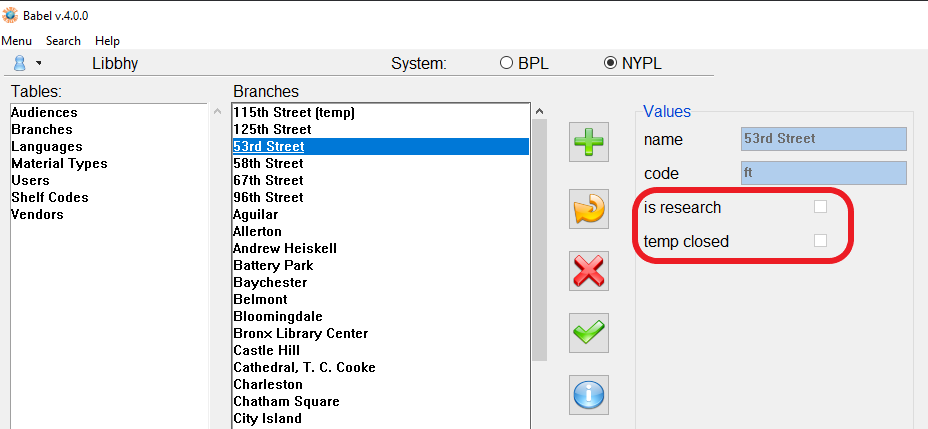 Babel v.4.0.0
Menu Search Help
Libbhy System: BPL NYPL
Tables:
Audiences
Branches
Languages
Material Types
Users
Shelf Codes
Vendors
Branches
115th Street (temp)
125th Street
53rd Street
58th Street
67th Street
96th Street
Aguilar
Allerton
Andrew Heiskell
Battery Park
Baychester
Belmont
Bloomingdale
Bronx Library Center
Castle Hill
Cathedral, T. C. Cooke
Charleston
Chatham Square
City Island
Values
name 53rd Street
code ft
is research
temp closed